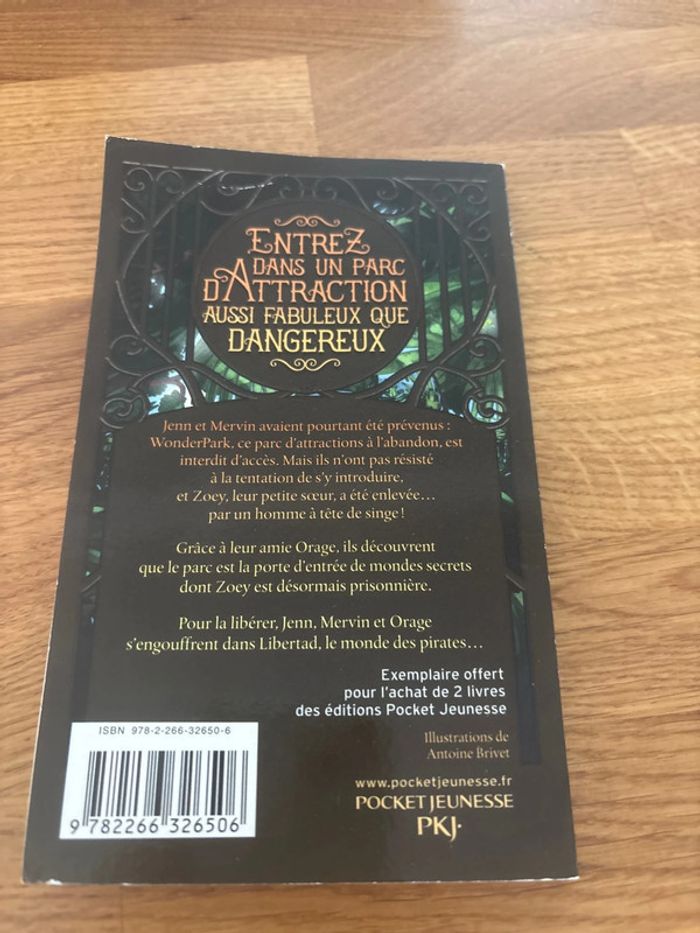 ENTREZ
DANS UN PARC
D'ATTRACTION
AUSSI FABULEUX QUE
DANGEREUX
Jenn et Mervin avaient pourtant été prévenus :
WonderPark, ce parc d'attractions à l'abandon, est
interdit d'accès. Mais ils n'ont pas résisté
à la tentation de s'y introduire,
et Zoey, leur petite sœur, a été enlevée…
par un homme à tête de singe !
Grâce à leur amie Orage, ils découvrent
que le parc est la porte d'entrée de mondes secrets
dont Zoey est désormais prisonnière.
Pour la libérer, Jenn, Mervin et Orage
s'engouffrent dans Libertad, le monde des pirates…
Exemplaire offert
pour l'achat de 2 livres
des éditions Pocket Jeunesse
Illustrations de
Antoine Brivet
ISBN 978-2-266-32650-6
9 782266 326506
www.pocketjeunesse.fr
POCKET JEUNESSE
PKJ·